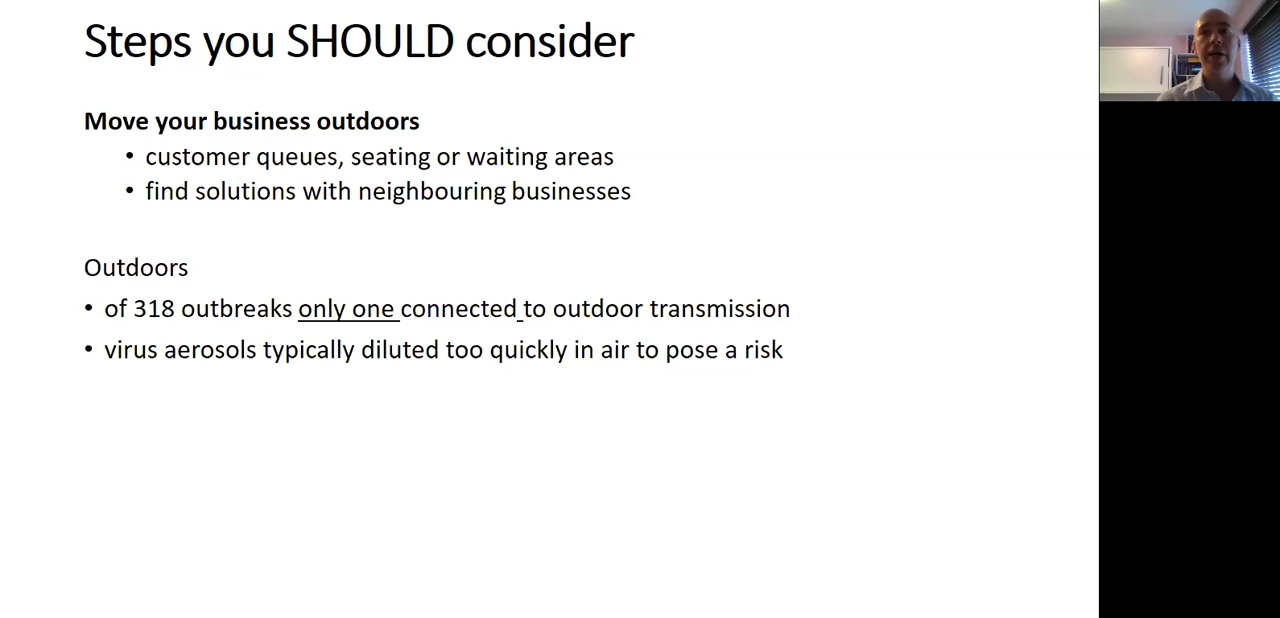 Steps you SHOULD consider
Move your business outdoors
• customer queues, seating or waiting areas
• find solutions with neighbouring businesses
Outdoors
• of 318 outbreaks only one connected to outdoor transmission
• virus aerosols typically diluted too quickly in air to pose a risk